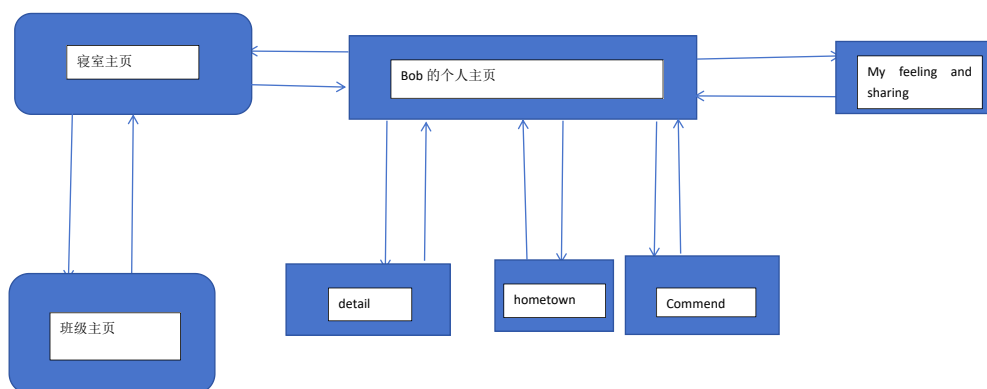 寝室主页
Bob 的个人主页
My feeling and
sharing
detail
hometown
Commend
班级主页